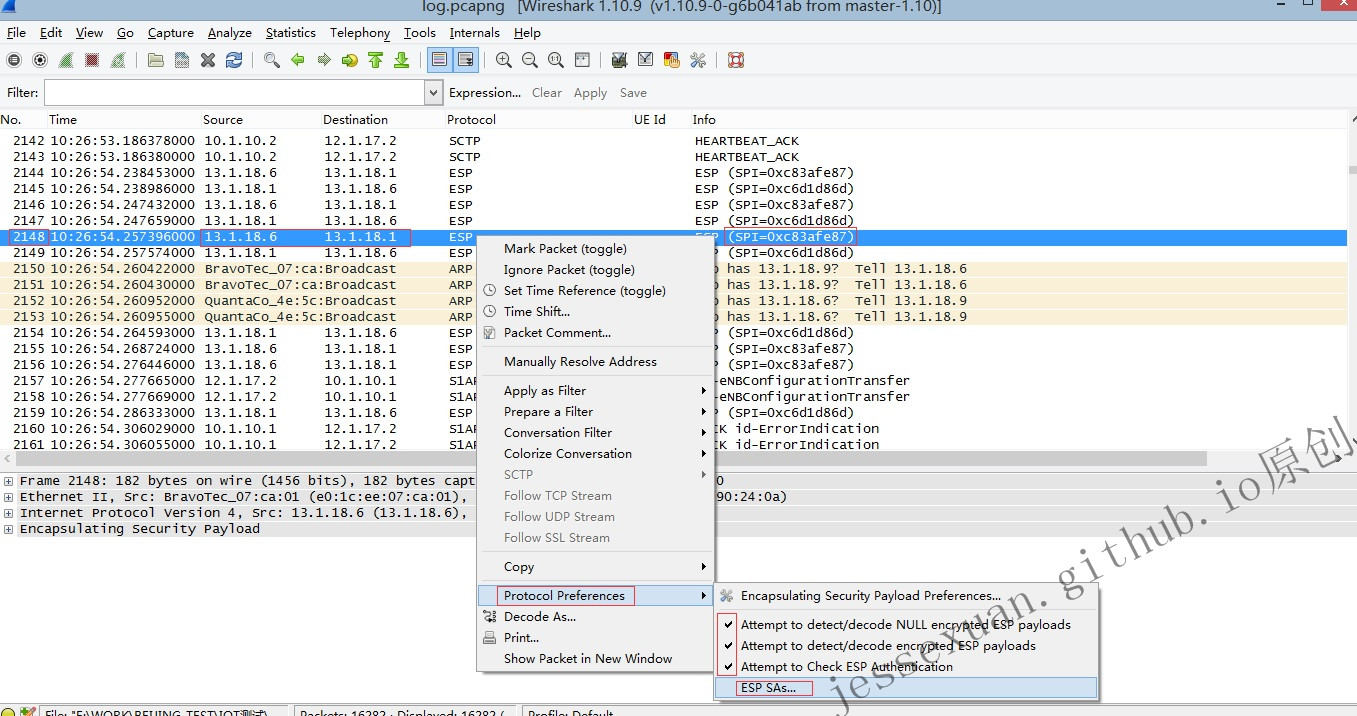 log.pcapng [Wireshark 1.10.9 (v1.10.9-0-g6b041ab from master-1.10)]
File Edit View Go Capture Analyze Statistics Telephony Tools Internals Help
Filter: Expression... Clear Apply Save
No. Time Source Destination Protocol UE Id Info
2142 10:26:53.186378000 10.1.10.2 12.1.17.2 SCTP HEARTBEAT_ACK
2143 10:26:53.186380000 10.1.10.2 12.1.17.2 SCTP HEARTBEAT_ACK
2144 10:26:54.238453000 13.1.18.6 13.1.18.1 ESP ESP (SPI=0xc83afe87)
2145 10:26:54.238986000 13.1.18.1 13.1.18.6 ESP ESP (SPI=0xc6d1d86d)
2146 10:26:54.247432000 13.1.18.6 13.1.18.1 ESP ESP (SPI=0xc83afe87)
2147 10:26:54.247659000 13.1.18.1 13.1.18.6 ESP ESP (SPI=0xc6d1d86d)
2148 10:26:54.257396000 13.1.18.6 13.1.18.1 ESP ESP (SPI=0xc83afe87)
2149 10:26:54.257574000 13.1.18.1 13.1.18.6 ESP (SPI=0xc6d1d86d)
2150 10:26:54.260422000 BravoTec_07:ca:Broadcast ARP has 13.1.18.9? Tell 13.1.18.6
2151 10:26:54.260430000 BravoTec_07:ca:Broadcast ARP has 13.1.18.9? Tell 13.1.18.6
2152 10:26:54.260952000 QuantaCo_4e:5c:Broadcast ARP has 13.1.18.6? Tell 13.1.18.9
2153 10:26:54.260955000 QuantaCo_4e:5c:Broadcast ARP has 13.1.18.6? Tell 13.1.18.9
2154 10:26:54.264593000 13.1.18.1 13.1.18.6 ESP (SPI=0xc6d1d86d)
2155 10:26:54.268724000 13.1.18.6 13.1.18.1 ESP (SPI=0xc83afe87)
2156 10:26:54.276446000 13.1.18.6 13.1.18.1 ESP (SPI=0xc83afe87)
2157 10:26:54.277665000 12.1.17.2 10.1.10.1 S1AP -eNBConfigurationTransfer
2158 10:26:54.277669000 12.1.17.2 10.1.10.1 S1AP -eNBConfigurationTransfer
2159 10:26:54.286333000 13.1.18.1 13.1.18.6 ESP (SPI=0xc6d1d86d)
2160 10:26:54.306029000 10.1.10.1 12.1.17.2 S1AP CK id-ErrorIndication
2161 10:26:54.306055000 10.1.10.1 12.1.17.2 S1AP CK id-ErrorIndication
Mark Packet (toggle)
Ignore Packet (toggle)
Set Time Reference (toggle)
Time Shift...
Packet Comment...
Manually Resolve Address
Apply as Filter
Prepare a Filter
Conversation Filter
Colorize Conversation
SCTP
Follow TCP Stream
Follow UDP Stream
Follow SSL Stream
Copy
Protocol Preferences
Decode As...
Print...
Show Packet in New Window
Encapsulating Security Payload Preferences...
Attempt to detect/decode NULL encrypted ESP payloads
Attempt to detect/decode encrypted ESP payloads
Attempt to Check ESP Authentication
ESP SAs...
Frame 2148: 182 bytes on wire (1456 bits), 182 bytes capt 0
Ethernet II, Src: BravoTec_07:ca:01 (e0:1c:ee:07:ca:01), 90:24:0a)
Internet Protocol Version 4, Src: 13.1.18.6 (13.1.18.6),
Encapsulating Security Payload
jessexuan.github.io原创
Packets: 16282 · Displayed: 16282 ( Profile: Default